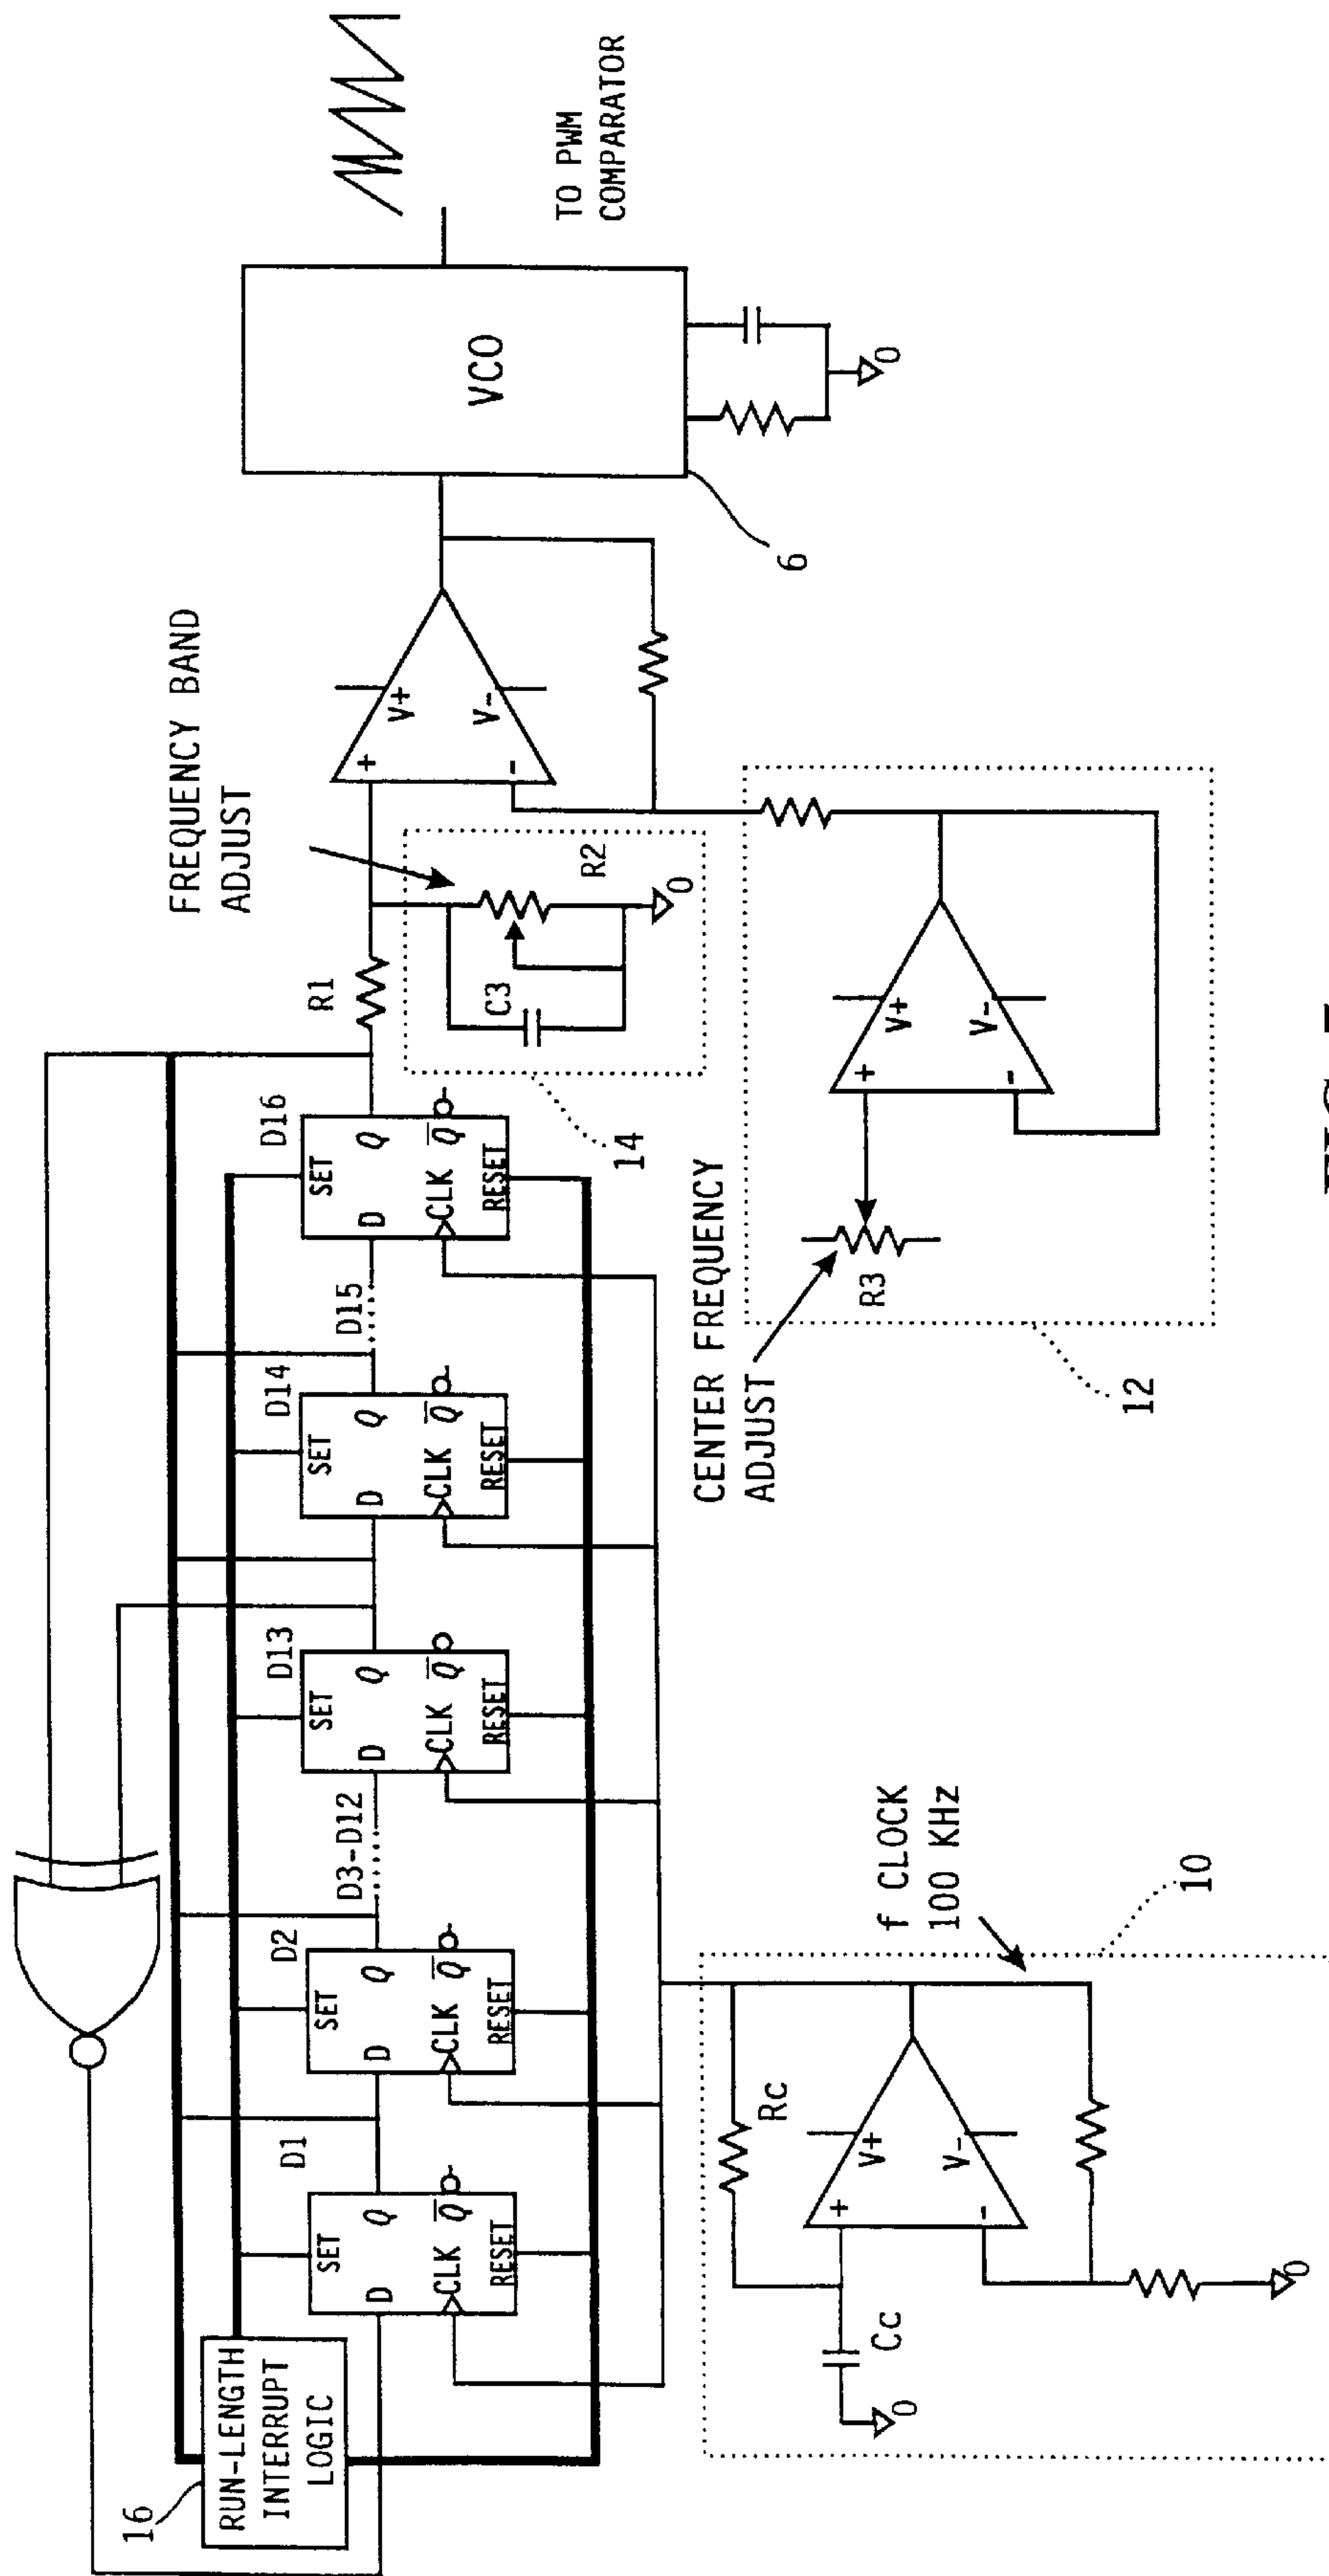 16
RUN-LENGTH
INTERRUPT
LOGIC
D1
SET
D
Q
CLK
Q
RESET
D2
SET
D
Q
CLK
Q
RESET
D3-D12
D13
SET
D
Q
CLK
Q
RESET
D14
SET
D
Q
CLK
Q
RESET
D15
D16
SET
D
Q
CLK
Q
RESET
R1
FREQUENCY BAND
ADJUST
C3
R2
0
14
+
-
V+
V-
VCO
6
0
TO PWM
COMPARATOR
f CLOCK
100 KHz
10
Rc
Cc
0
+
-
V+
V-
0
CENTER FREQUENCY
ADJUST
R3
+
-
V+
V-
12